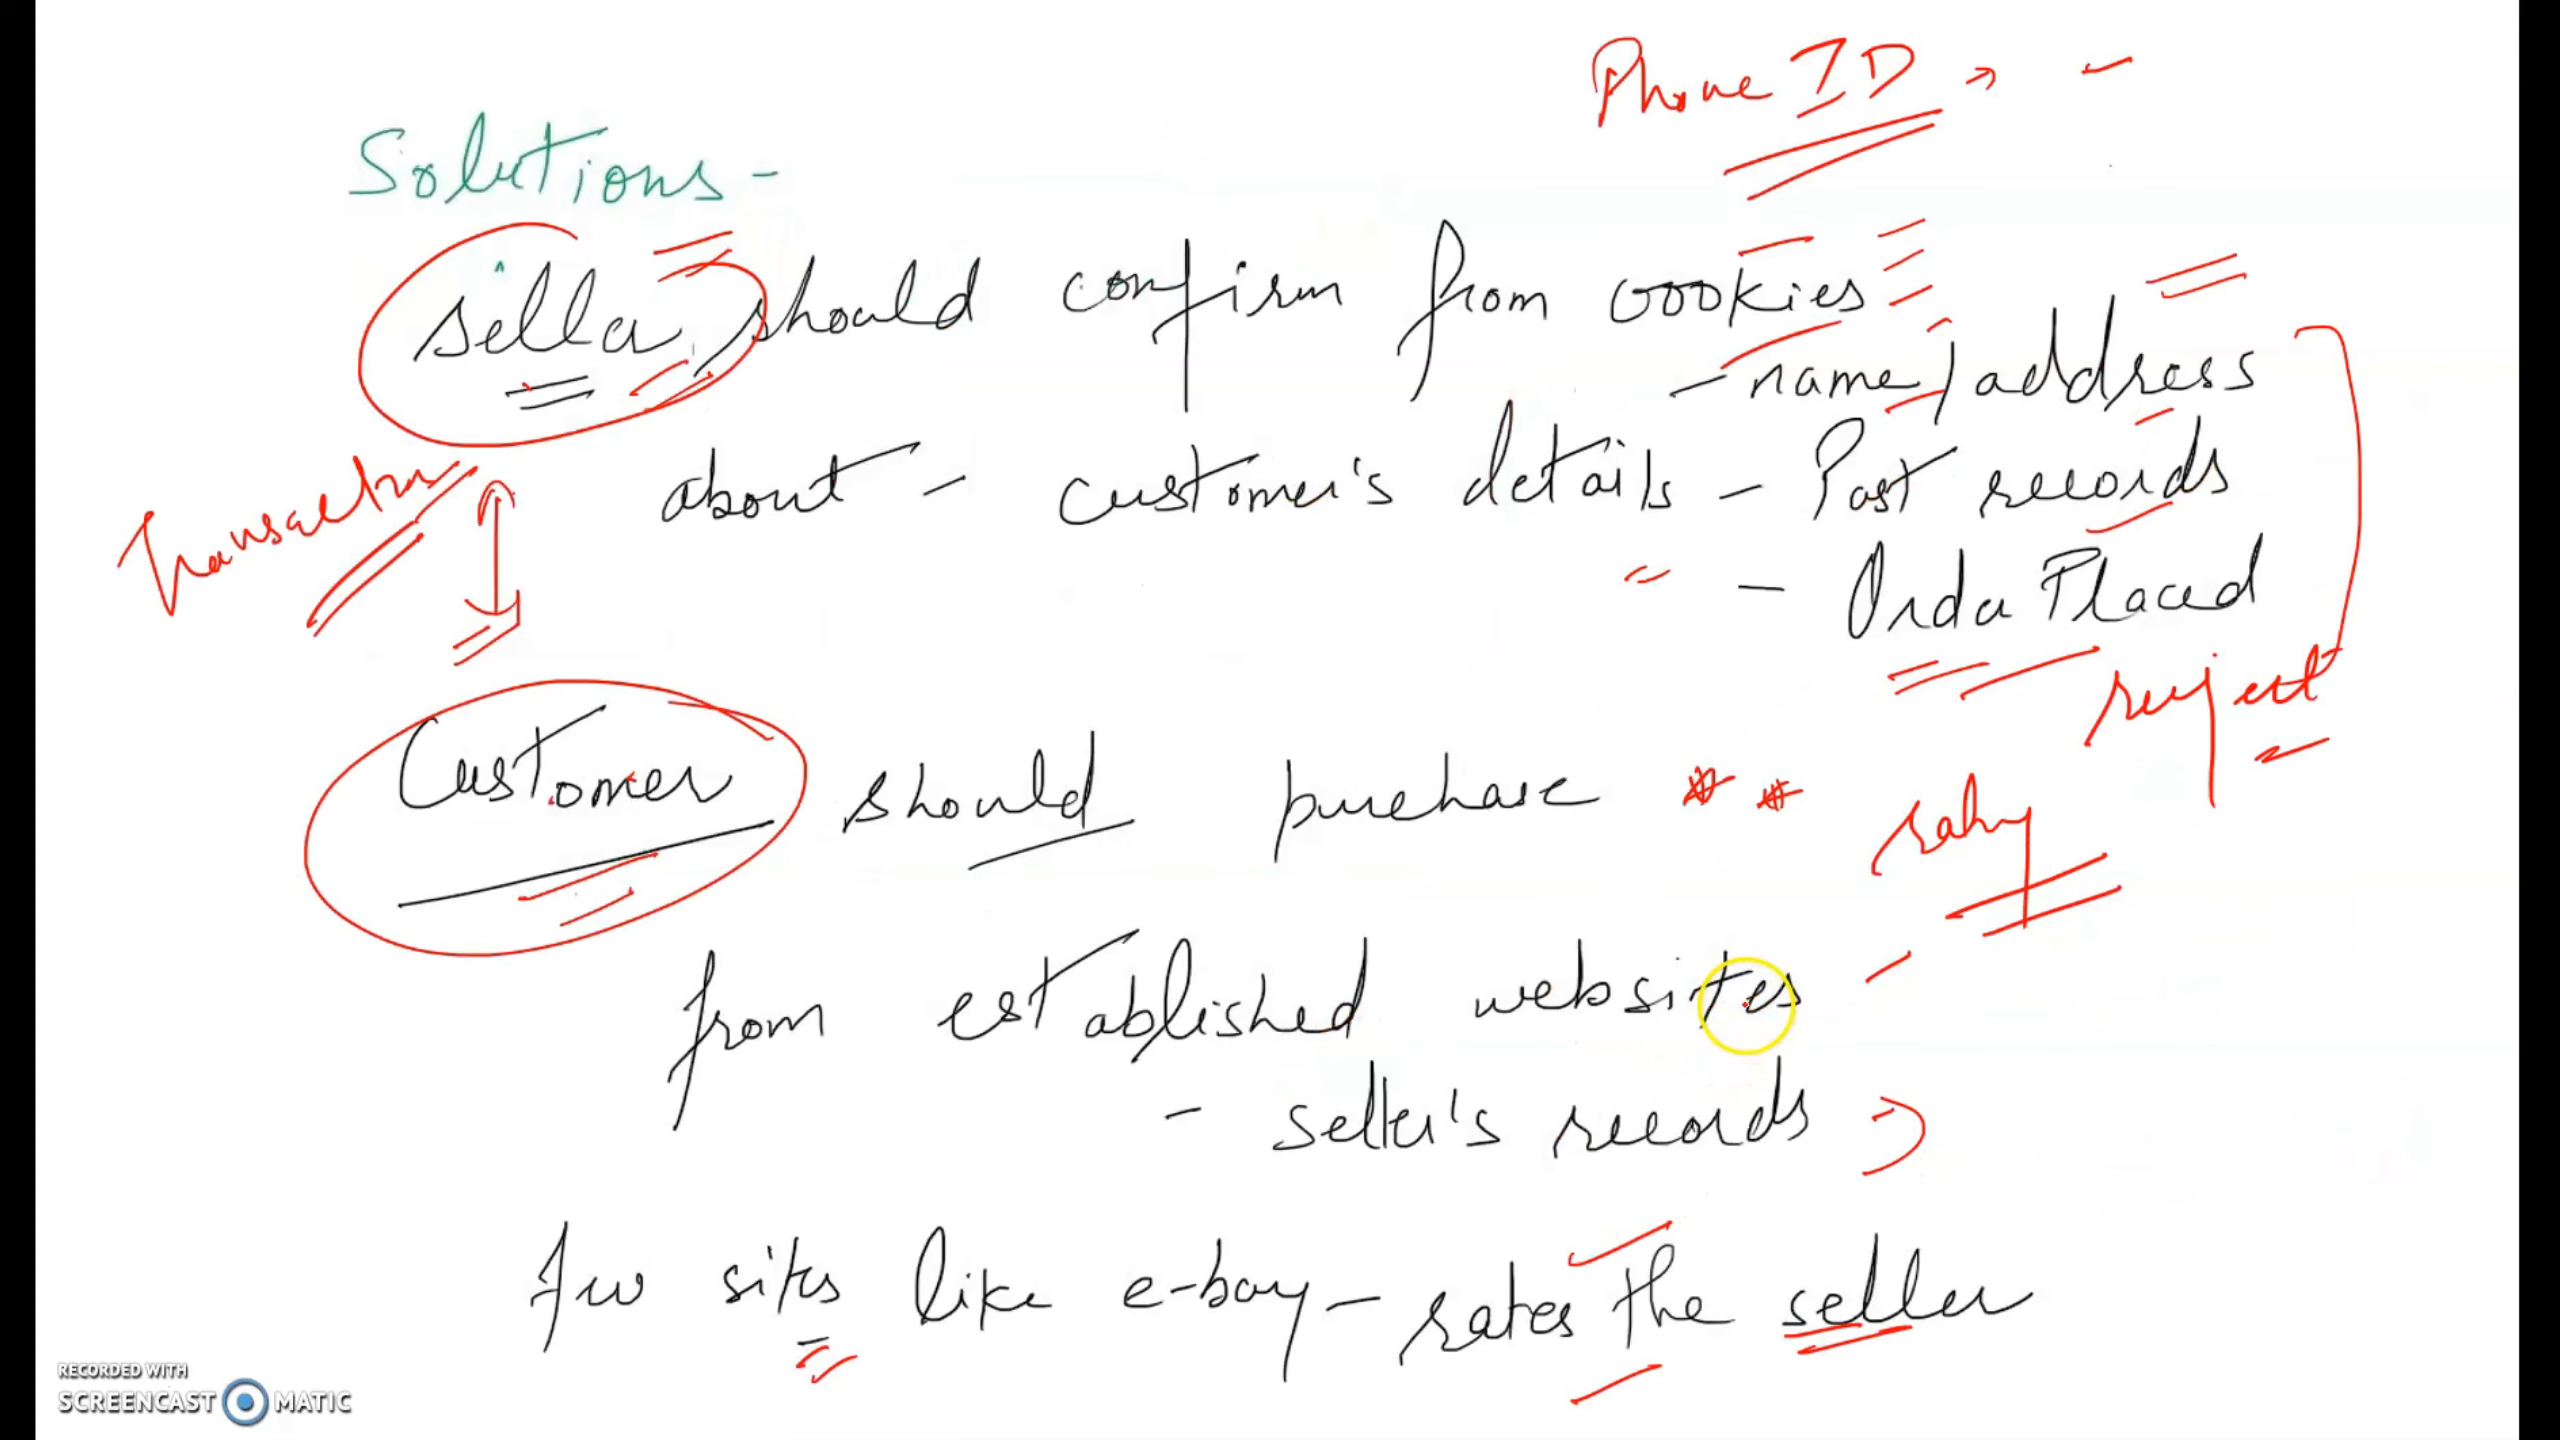 Phone ID → -
Solutions -
seller should confirm from cookies
- name / address
about - customer's details - Past records
Transaction
- Order Placed
reject
Customer should purchase **
rating
from established websites -
- seller's records
Few sites like e-bay - rates the seller
RECORDED WITH
SCREENCAST MATIC